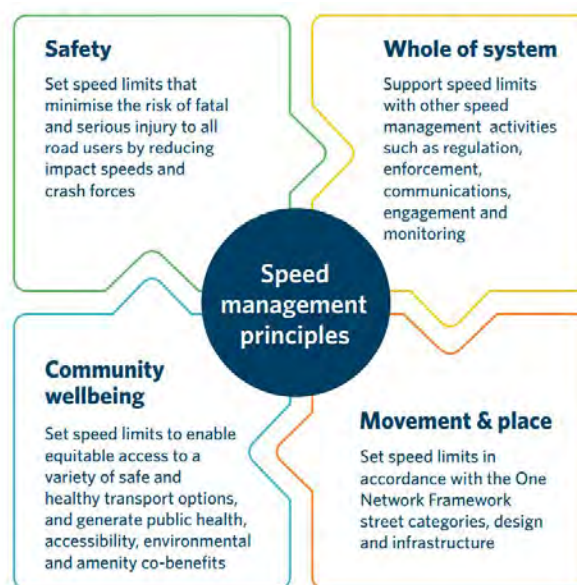 Safety
Set speed limits that
minimise the risk of fatal
and serious injury to all
road users by reducing
impact speeds and
crash forces
Whole of system
Support speed limits
with other speed
management activities
such as regulation,
enforcement,
communications,
engagement and
monitoring
Speed
management
principles
Community
wellbeing
Set speed limits to enable
equitable access to a
variety of safe and
healthy transport options,
and generate public health,
accessibility, environmental
and amenity co-benefits
Movement & place
Set speed limits in
accordance with the One
Network Framework
street categories, design
and infrastructure